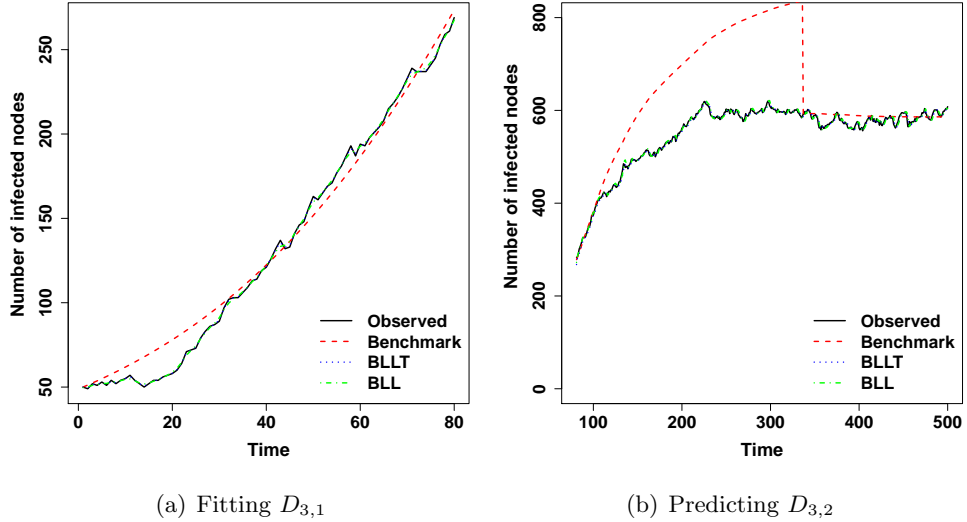 Number of infected nodes
250
200
150
100
50
0
20
40
60
80
Time
Observed
Benchmark
BLLT
BLL
(a) Fitting D3,1
Number of infected nodes
800
600
400
200
0
100
200
300
400
500
Time
Observed
Benchmark
BLLT
BLL
(b) Predicting D3,2